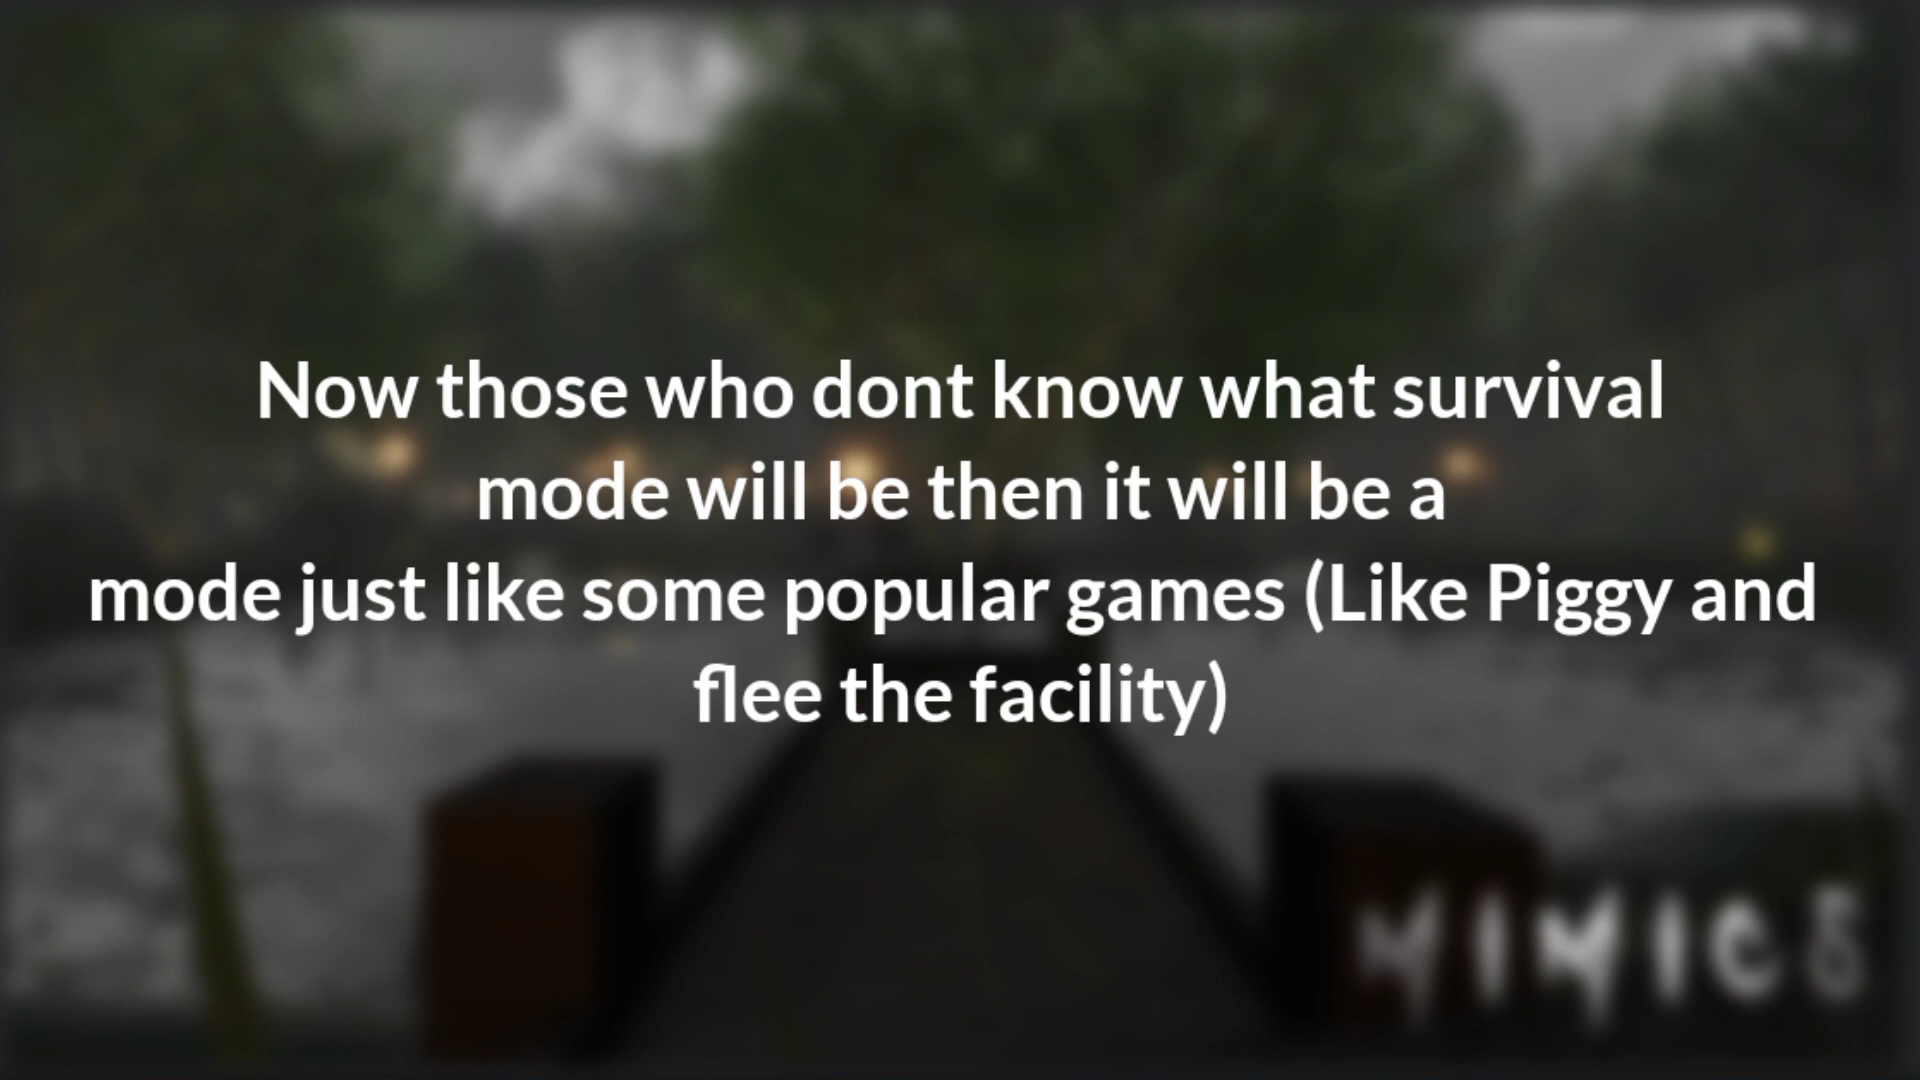 Now those who dont know what survival
mode will be then it will be a
mode just like some popular games (Like Piggy and
flee the facility)
MIMICS